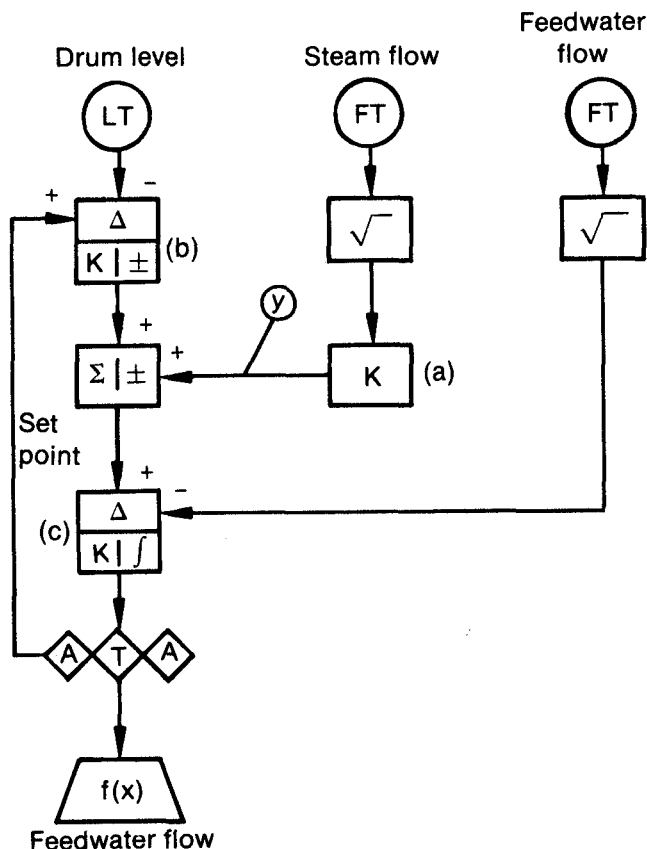 Drum level
Steam flow
Feedwater
flow
LT
FT
FT
+
−
Δ
K | ±
(b)
√
√
y
+
+
Σ | ±
K
(a)
Set
point
+
−
Δ
(c)
K | ∫
A
T
A
f(x)
Feedwater flow